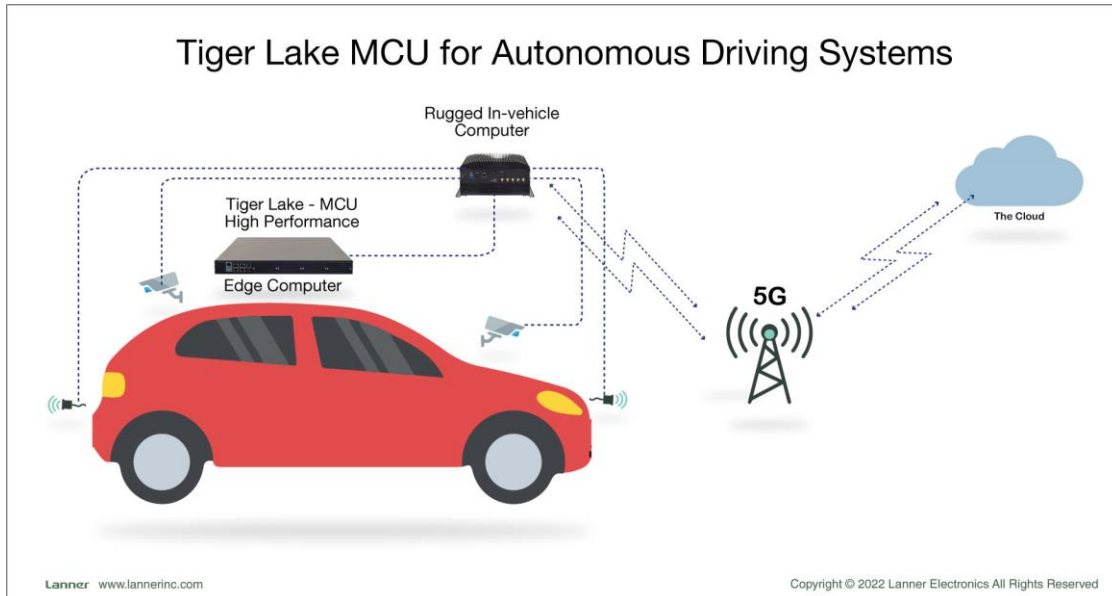 Tiger Lake MCU for Autonomous Driving Systems
Rugged In-vehicle
Computer
Tiger Lake - MCU
High Performance
Edge Computer
5G
The Cloud
Lanner www.lannerinc.com
Copyright © 2022 Lanner Electronics All Rights Reserved